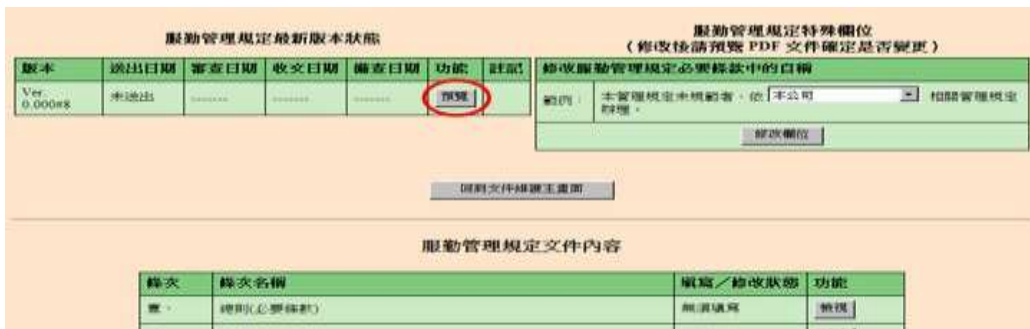 服勤管理規定最新版本狀態
版本 送出日期 審查日期 收文日期 備查日期 功能 註記
Ver. 0.000#8 未送出 -------- -------- -------- 預覽
服勤管理規定特殊欄位
(修改後請預覽 PDF 文件確定是否變更)
修改服勤管理規定必要條款中的自稱
範例: 本管理規定未規範者,依 本公司 相關管理規定
辦理。
修改欄位
回到文件維護主畫面
服勤管理規定文件內容
條次 條次名稱 填寫/修改狀態 功能
壹、 總則(必要條款) 無須填寫 檢視